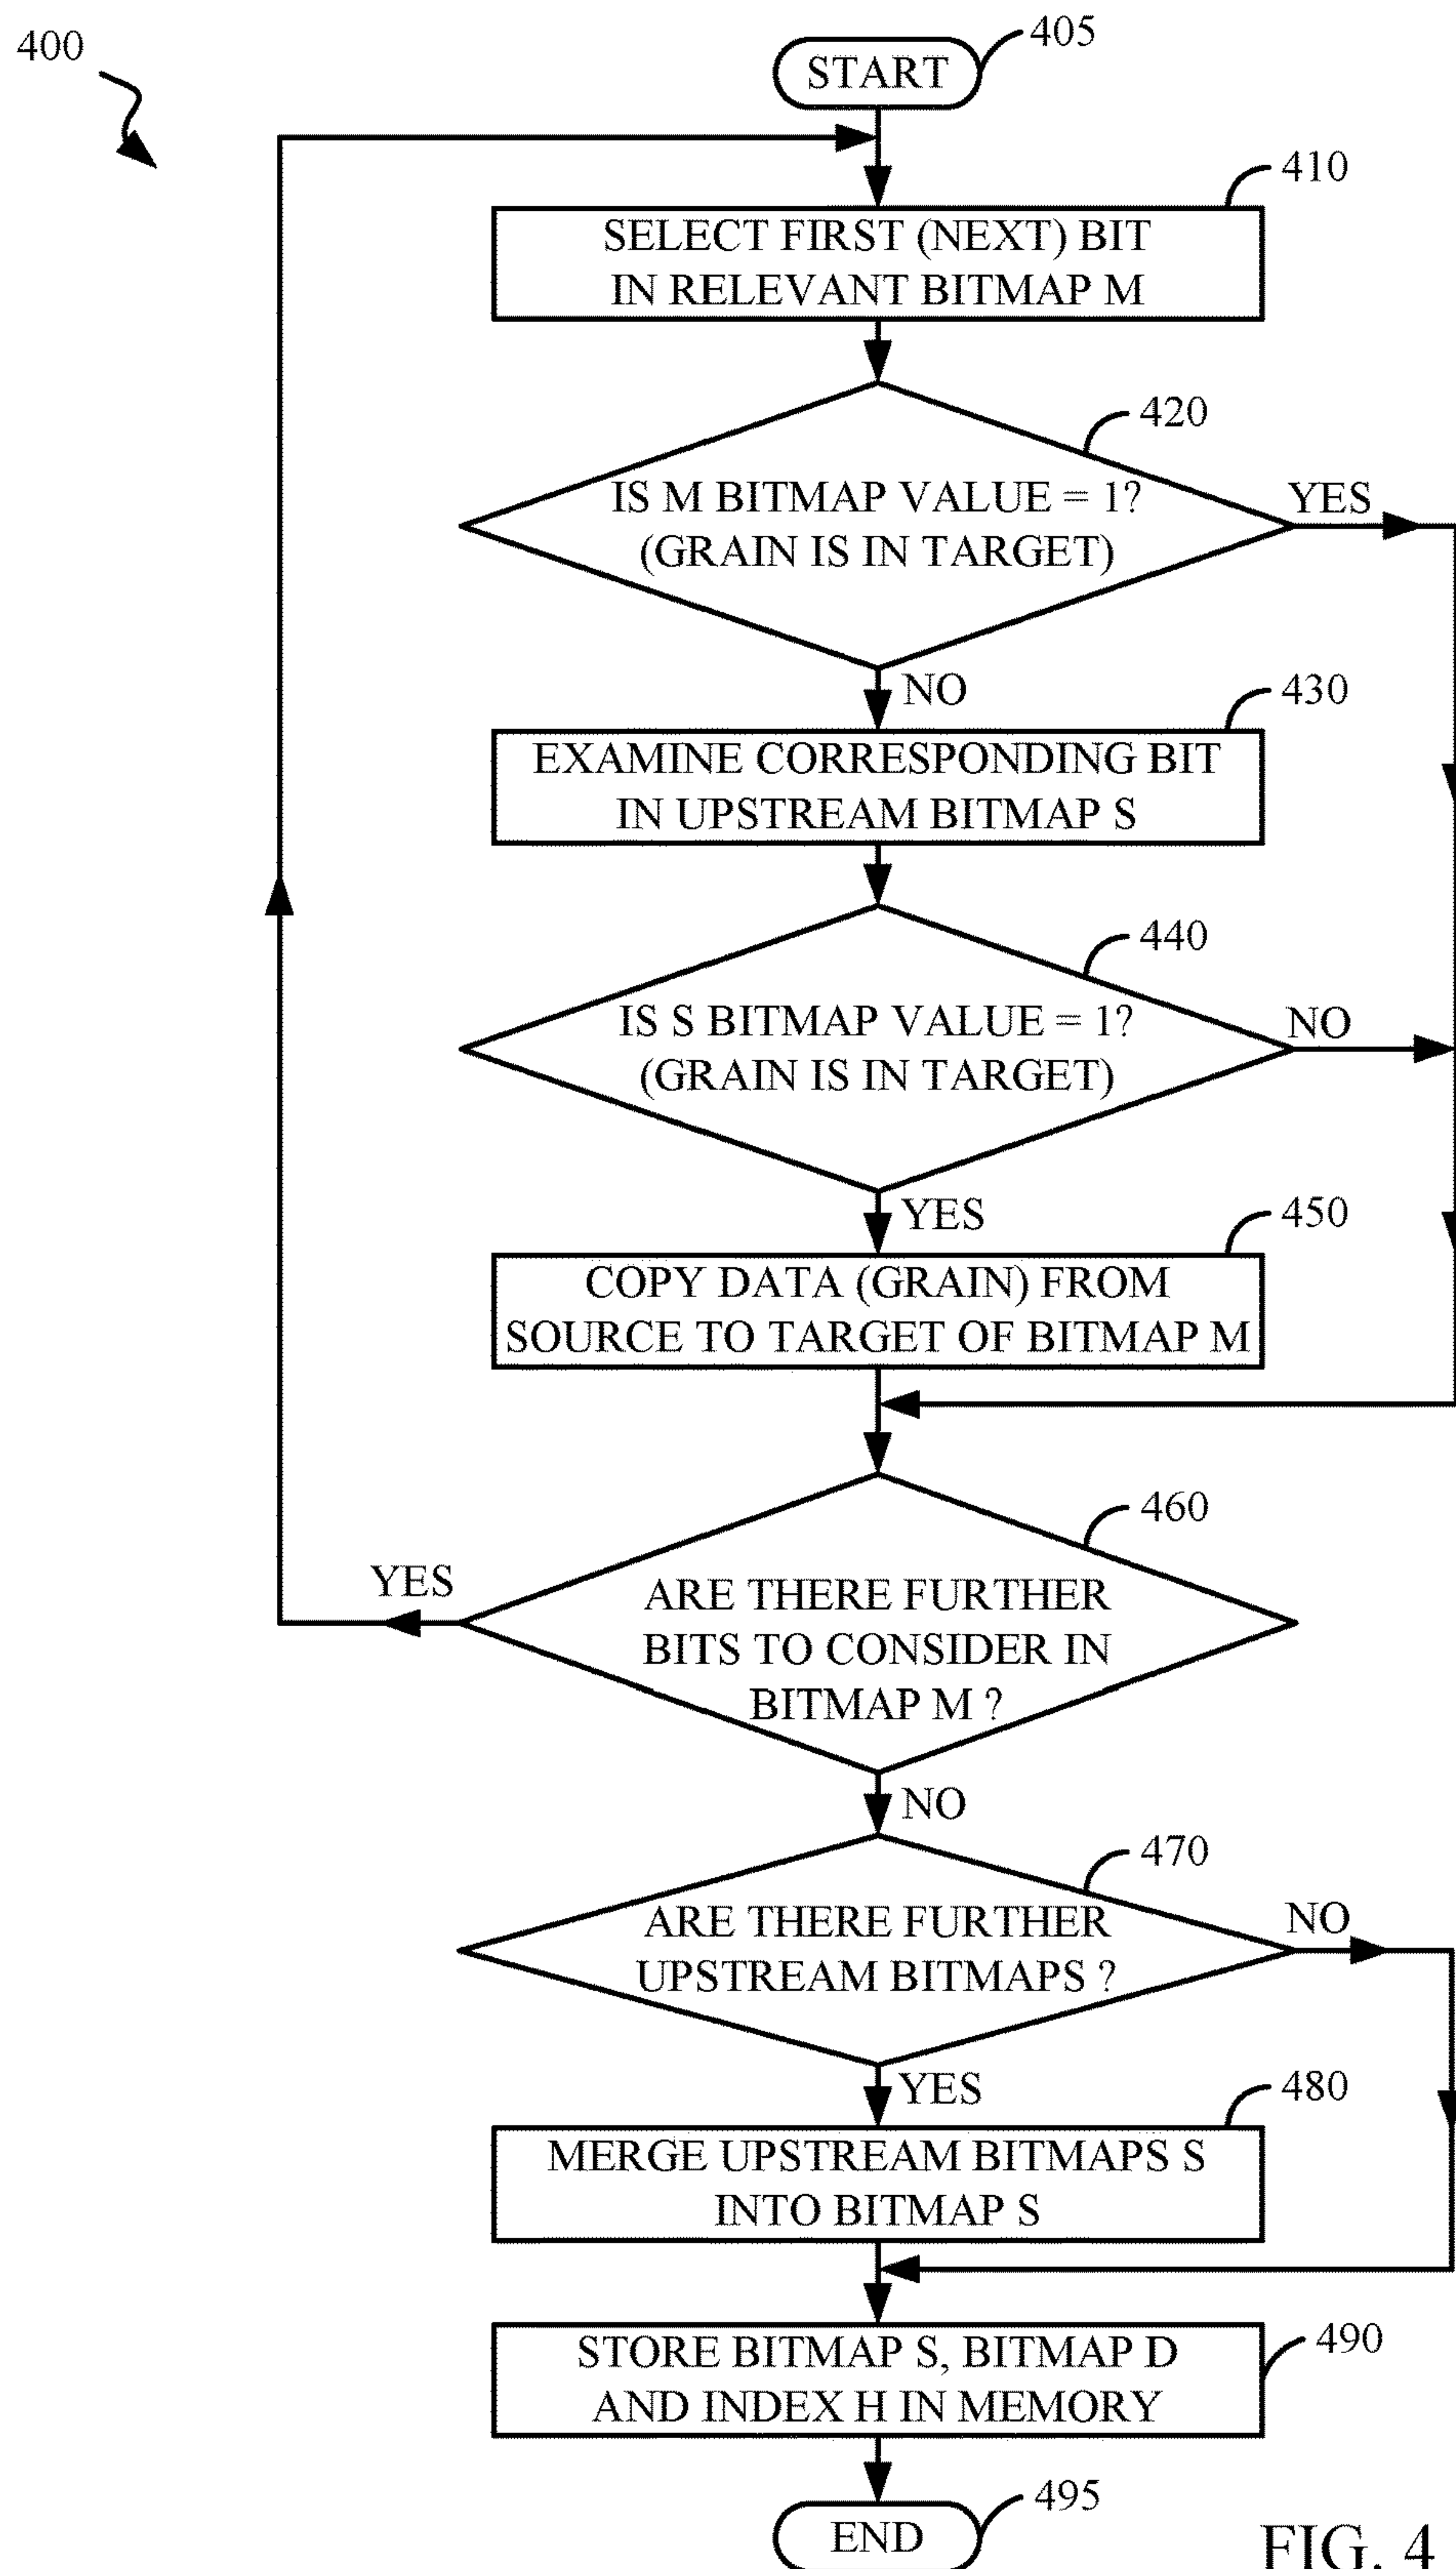 400
START
405
410
SELECT FIRST (NEXT) BIT
IN RELEVANT BITMAP M
420
IS M BITMAP VALUE = 1?
(GRAIN IS IN TARGET)
YES
NO
430
EXAMINE CORRESPONDING BIT
IN UPSTREAM BITMAP S
440
IS S BITMAP VALUE = 1?
(GRAIN IS IN TARGET)
NO
YES
450
COPY DATA (GRAIN) FROM
SOURCE TO TARGET OF BITMAP M
460
YES
ARE THERE FURTHER
BITS TO CONSIDER IN
BITMAP M ?
NO
470
ARE THERE FURTHER
UPSTREAM BITMAPS ?
NO
YES
480
MERGE UPSTREAM BITMAPS S
INTO BITMAP S
490
STORE BITMAP S, BITMAP D
AND INDEX H IN MEMORY
495
END
FIG. 4